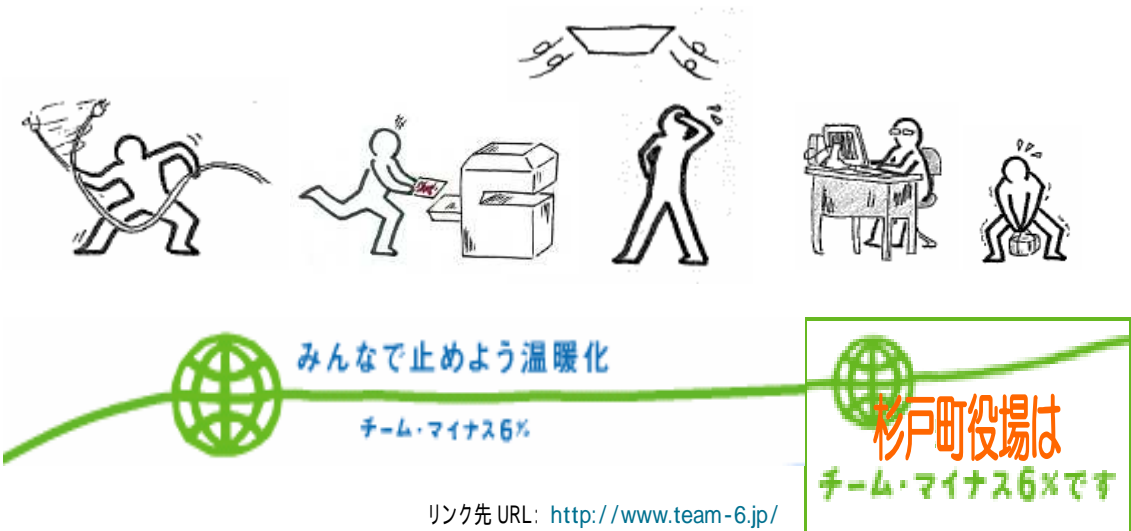 みんなで止めよう温暖化
チーム・マイナス6%
杉戸町役場は
チーム・マイナス6%です
リンク先 URL: http://www.team-6.jp/